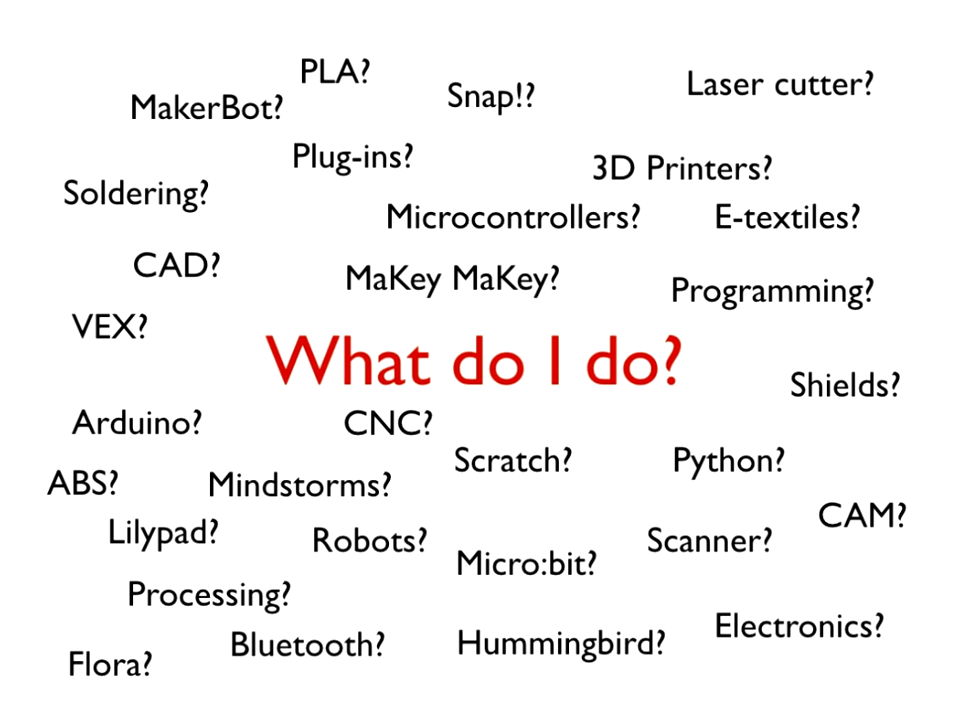 PLA?
Laser cutter?
Snap!?
MakerBot?
Plug-ins?
3D Printers?
Soldering?
Microcontrollers?
E-textiles?
CAD?
MaKey MaKey?
Programming?
VEX?
What do I do?
Shields?
Arduino?
CNC?
Scratch?
Python?
ABS?
Mindstorms?
CAM?
Lilypad?
Robots?
Scanner?
Micro:bit?
Processing?
Electronics?
Bluetooth?
Hummingbird?
Flora?